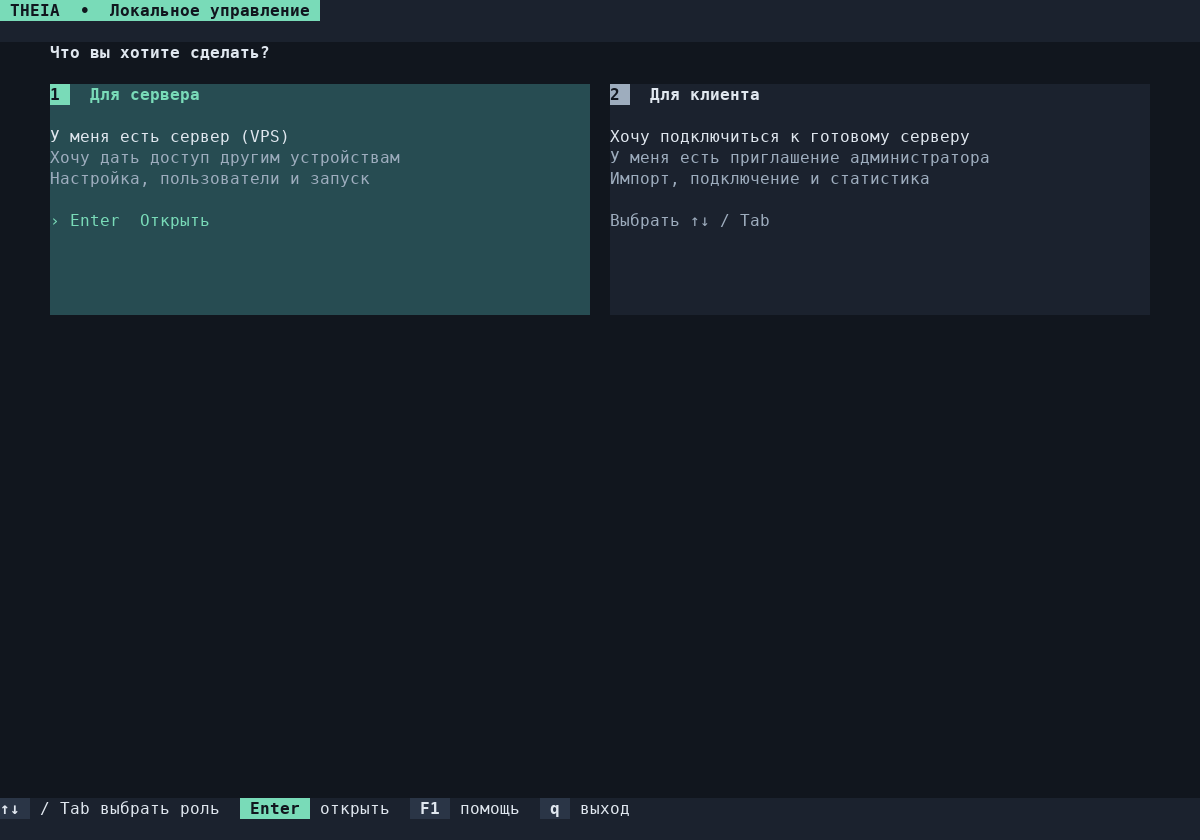 THEIA • Локальное управление
Что вы хотите сделать?
1 Для сервера
У меня есть сервер (VPS)
Хочу дать доступ другим устройствам
Настройка, пользователи и запуск
› Enter Открыть
2 Для клиента
Хочу подключиться к готовому серверу
У меня есть приглашение администратора
Импорт, подключение и статистика
Выбрать ↑↓ / Tab
↑↓ / Tab выбрать роль Enter открыть F1 помощь q выход